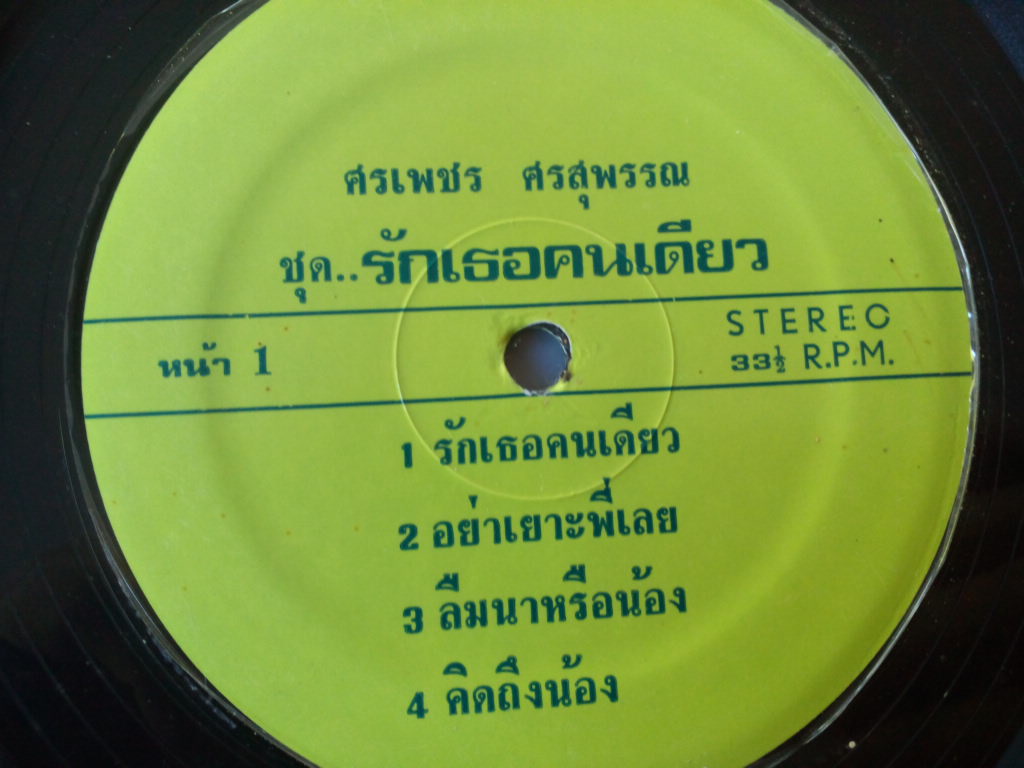 ศรเพชร ศรสุพรรณ
ชุด..รักเธอคนเดียว
หน้า 1
STEREO
33½ R.P.M.
1 รักเธอคนเดียว
2 อย่าเยาะพี่เลย
3 ลืมนาหรือน้อง
4 คิดถึงน้อง